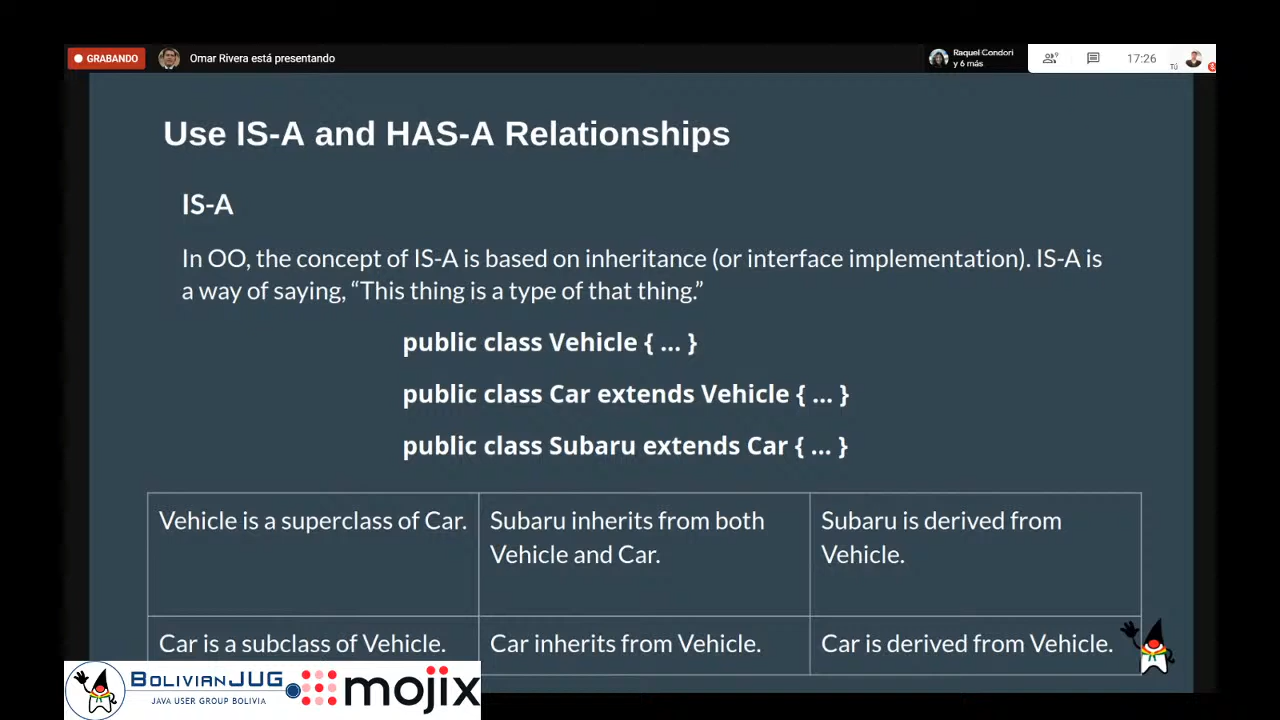 GRABANDO
Omar Rivera está presentando
Raquel Condori
y 6 más
9
17:26
Tú
Use IS-A and HAS-A Relationships
IS-A
In OO, the concept of IS-A is based on inheritance (or interface implementation). IS-A is
a way of saying, “This thing is a type of that thing.”
public class Vehicle { ... }
public class Car extends Vehicle { ... }
public class Subaru extends Car { ... }
Vehicle is a superclass of Car.
Subaru inherits from both
Vehicle and Car.
Subaru is derived from
Vehicle.
Car is a subclass of Vehicle.
Car inherits from Vehicle.
Car is derived from Vehicle.
BOLIVIANJUG
JAVA USER GROUP BOLIVIA
mojix